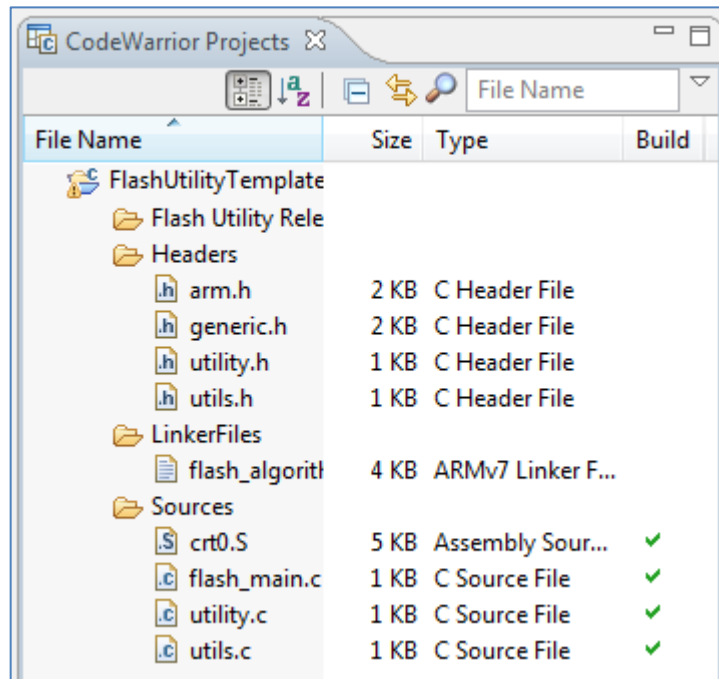 CodeWarrior Projects
File Name
File Name Size Type Build
FlashUtilityTemplate
Flash Utility Rele
Headers
arm.h 2 KB C Header File
generic.h 2 KB C Header File
utility.h 1 KB C Header File
utils.h 1 KB C Header File
LinkerFiles
flash_algorith 4 KB ARMv7 Linker F...
Sources
crt0.S 5 KB Assembly Sour...
flash_main.c 1 KB C Source File
utility.c 1 KB C Source File
utils.c 1 KB C Source File